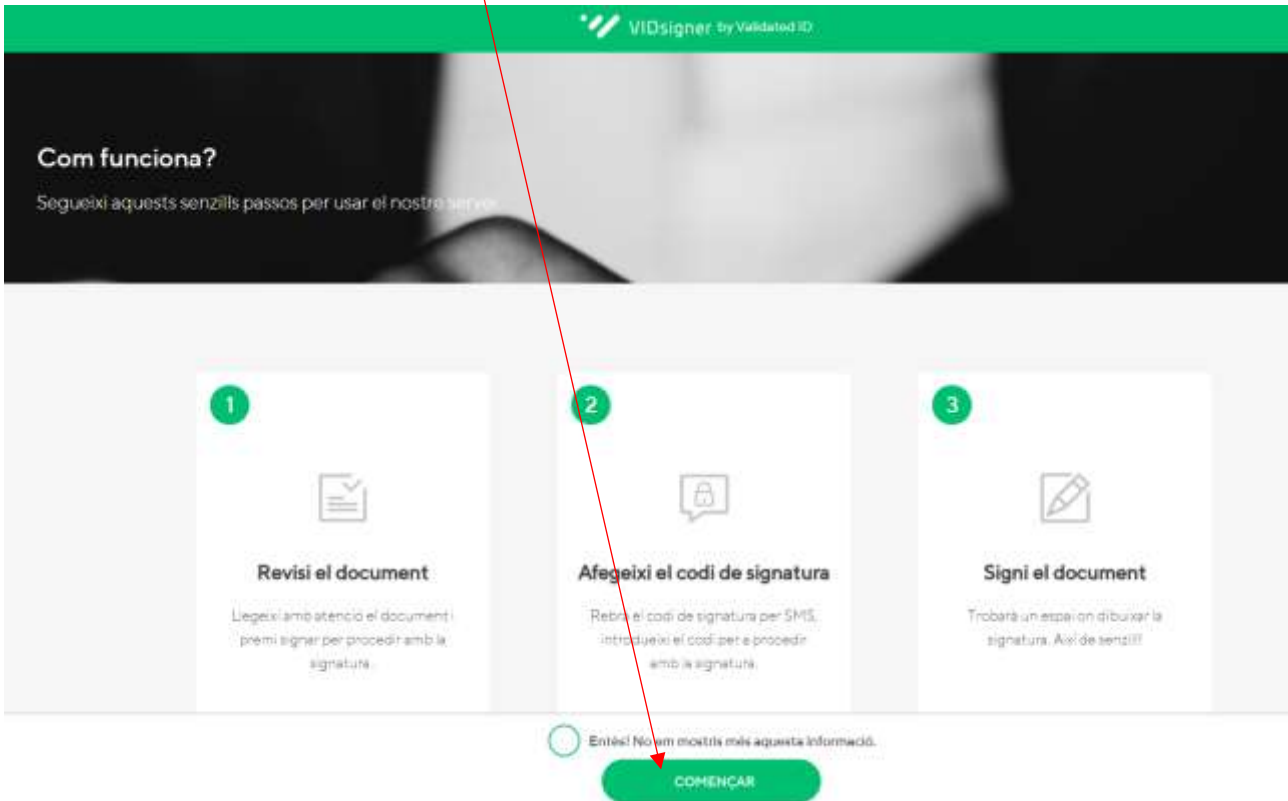 VIDsigner by Validated ID
Com funciona?
Segueixi aquests senzills passos per usar el nostre servei
1
2
3
Revisi el document
Llegeixi amb atenció el document i
premi signar per procedir amb la
signatura.
Afegeixi el codi de signatura
Rebrà el codi de signatura per SMS,
introdueixi el codi per a procedir
amb la signatura.
Signi el document
Trobarà un espai on dibuixar la
signatura. Així de senzill!
Entès! No em mostris més aquesta informació.
COMENÇAR